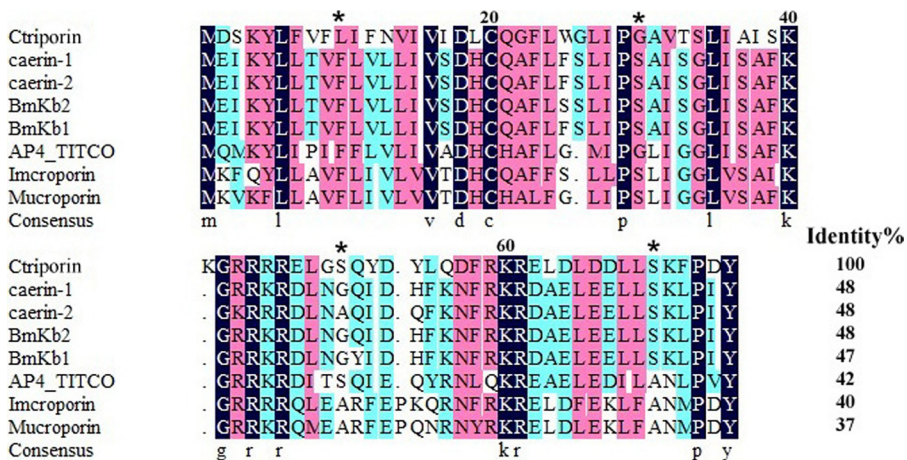 * 20 * 40
Ctriporin MDSKYLFVFLIFNVIVIDLCQGFLWGLIPGAVTSLIAISK
caerin-1 MEIKYLLTVFLVLLIVSDHCQAFLFSLIPSAISGLISAFK
caerin-2 MEIKYLLTVFLVLLIVSDHCQAFLSSLIPSAISGLISAFK
BmKb2 MEIKYLLTVFLVLLIVSDHCQAFLSSLIPSAISGLISAFK
BmKb1 MEIKYLLTVFLVLLIVSDHCQAFLFSLIPSAISGLISAFK
AP4_TITCO MQMKYLIPIFFLVLIVADHCHAFLG.MIPGLIGGLISAFK
Imcroporin MKFQYLLAVFLIVLVVTDHCQAFFS.LLPSLIGGLVSAIK
Mucroporin MKVKFLLAVFLIVLVVTDHCHALFG.LIPSLIGGLVSAFK
Consensus m l v d c p l k
* 60 * Identity%
Ctriporin KGRRRRELGSQYD.YLQDFRKRELDLDDLLSKFPDY 100
caerin-1 .GRRKRDLNGQID.HFKNFRKRDAELEELLSKLPIY 48
caerin-2 .GRRKRDLNAQID.QFKNFRKRDAELEELLSKLPIY 48
BmKb2 .GRRKRDLNGQID.HFKNFRKRDAELEELLSKLPIY 48
BmKb1 .GRRKRDLNGYID.HFKNFRKRDAELEELLSKLPIY 47
AP4_TITCO .GRRKRDITSQIE.QYRNLQKREAELEDILANLPVY 42
Imcroporin .GRRRRQLEARFEPKQRNFRKRELDFEKLFANMPDY 40
Mucroporin .GRRKRQMEARFEPQNRNYRKRELDLEKLFANMPDY 37
Consensus g r r kr p y